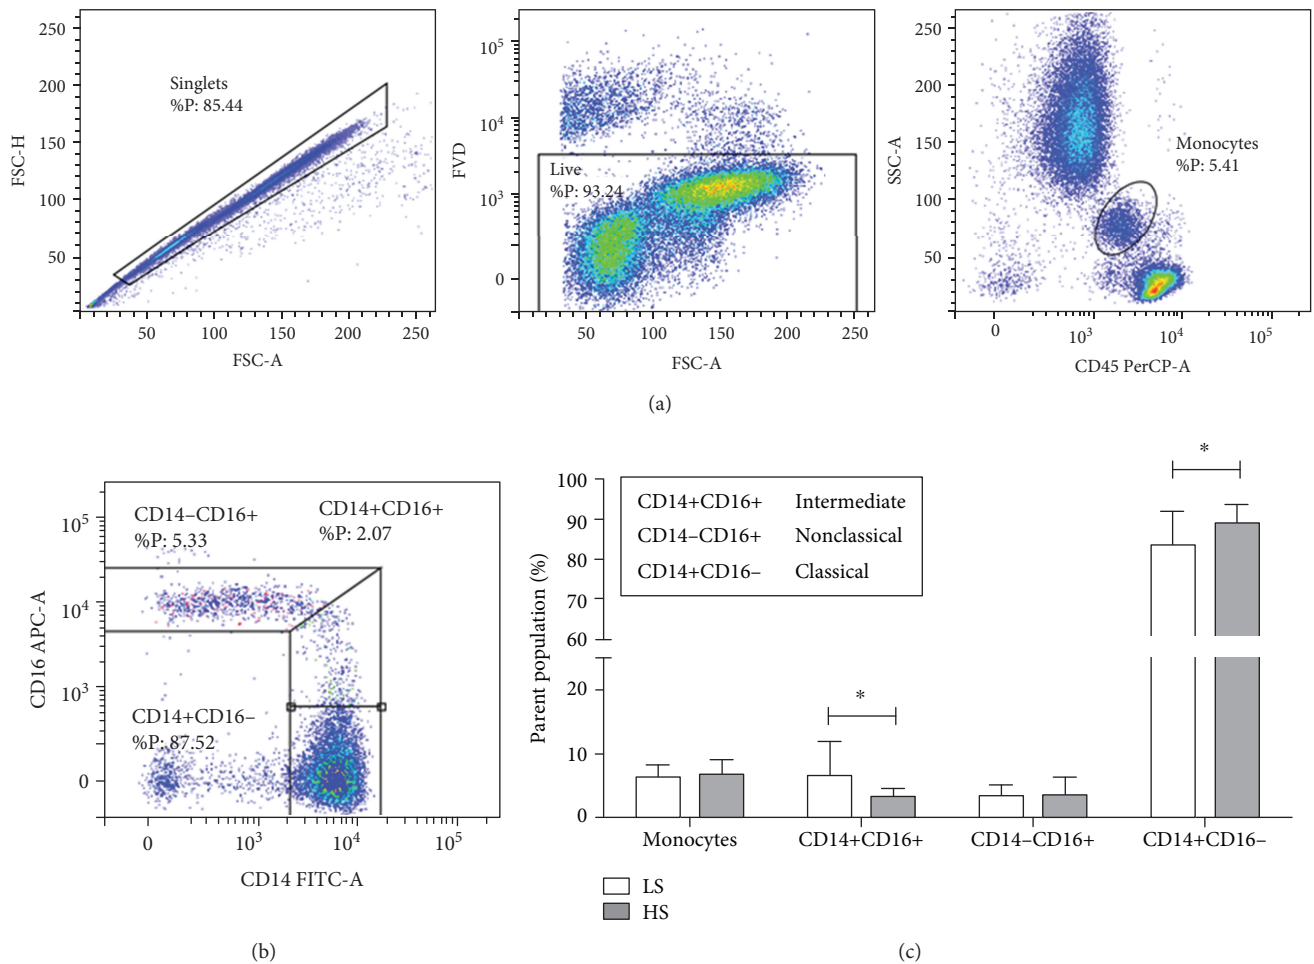 250
200
150
100
50
FSC-H
Singlets
%P: 85.44
50 100 150 200 250
FSC-A
10⁵
10⁴
10³
0
FVD
Live
%P: 93.24
50 100 150 200 250
FSC-A
250
200
150
100
50
SSC-A
Monocytes
%P: 5.41
0 10³ 10⁴ 10⁵
CD45 PerCP-A
(a)
10⁵
10⁴
10³
0
CD16 APC-A
CD14–CD16+
%P: 5.33
CD14+CD16+
%P: 2.07
CD14+CD16–
%P: 87.52
0 10³ 10⁴ 10⁵
CD14 FITC-A
(b)
100
90
80
70
60
20
10
0
Parent population (%)
CD14+CD16+ Intermediate
CD14–CD16+ Nonclassical
CD14+CD16– Classical
*
*
Monocytes CD14+CD16+ CD14–CD16+ CD14+CD16–
LS
HS
(c)